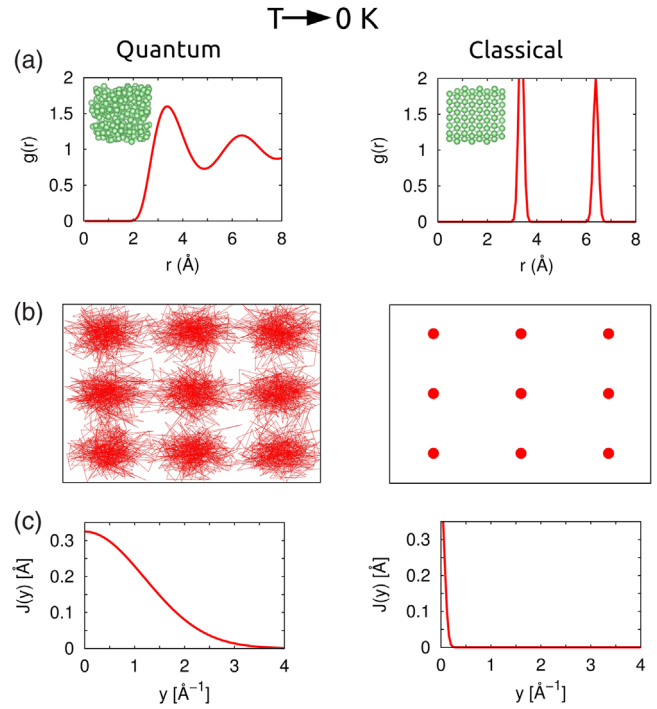 T→0 K
Quantum
Classical
(a)
2
1.5
1
0.5
0
g(r)
0 2 4 6 8
r (Å)
2
1.5
1
0.5
0
g(r)
0 2 4 6 8
r (Å)
(b)
(c)
0.3
0.2
0.1
0
J(y) [Å]
0 1 2 3 4
y [Å⁻¹]
0.3
0.2
0.1
0
J(y) [Å]
0 1 2 3 4
y [Å⁻¹]